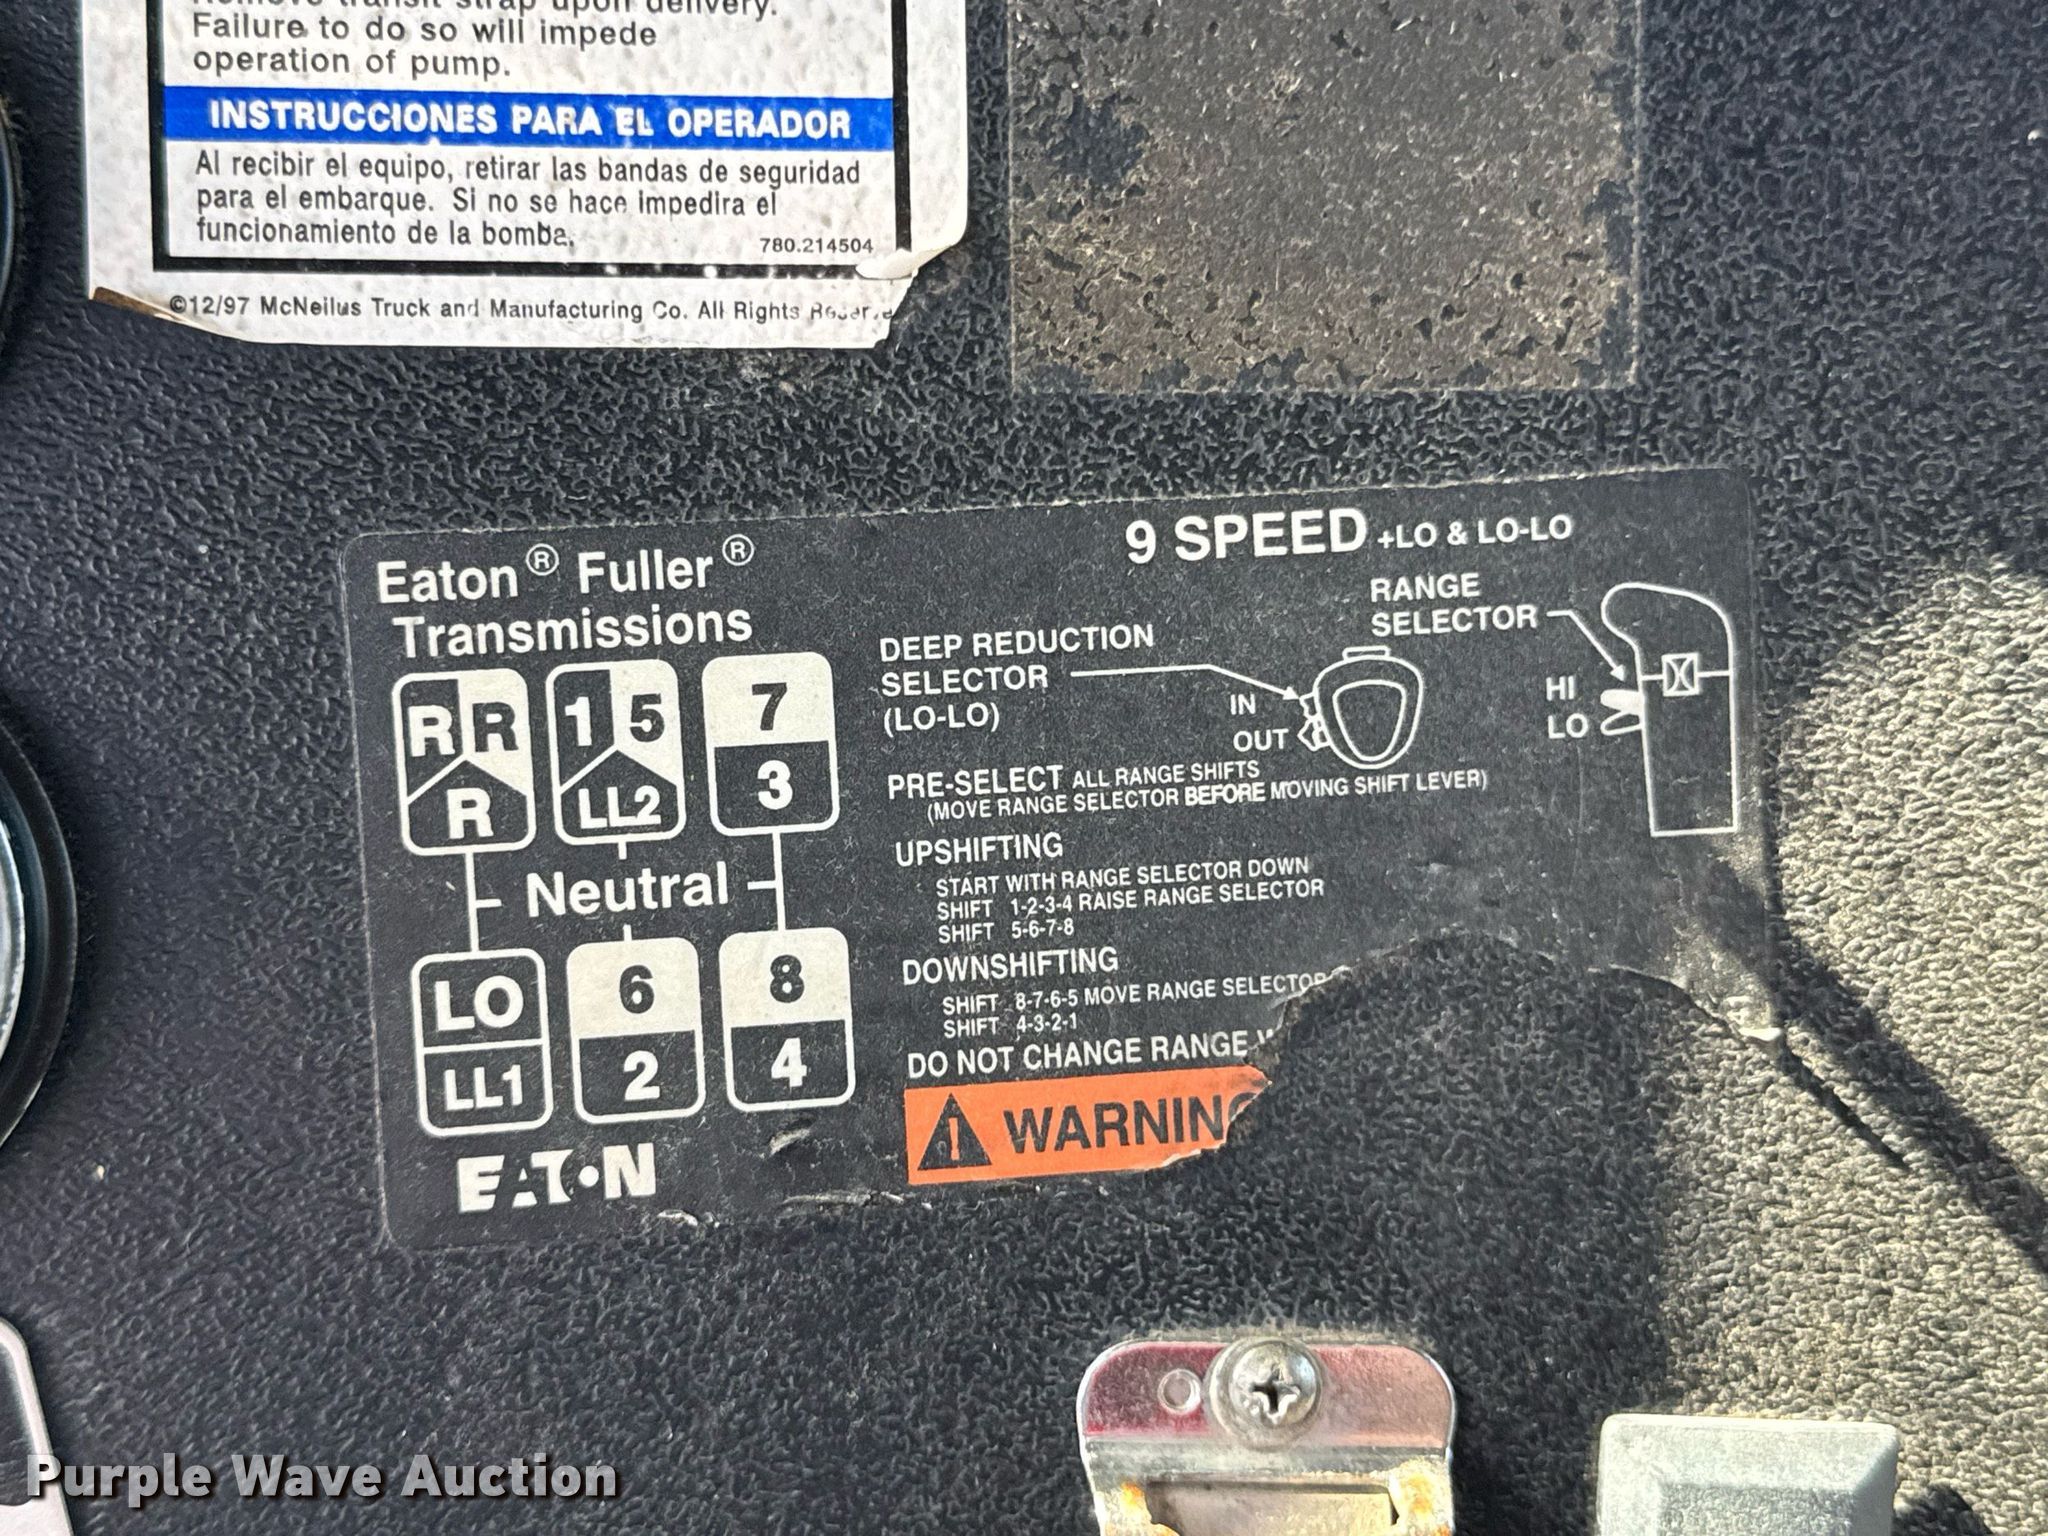 Remove transit strap upon delivery.
Failure to do so will impede
operation of pump.
INSTRUCCIONES PARA EL OPERADOR
Al recibir el equipo, retirar las bandas de seguridad
para el embarque. Si no se hace impedira el
funcionamiento de la bomba.
780.214504
©12/97 McNeilus Truck and Manufacturing Co. All Rights
Eaton® Fuller®
Transmissions
9 SPEED +LO & LO-LO
R R
R
1 5
LL2
7
3
Neutral
LO
LL1
6
2
8
4
EATON
DEEP REDUCTION
SELECTOR
(LO-LO)
IN
OUT
RANGE
SELECTOR
HI
LO
PRE-SELECT ALL RANGE SHIFTS
(MOVE RANGE SELECTOR BEFORE MOVING SHIFT LEVER)
UPSHIFTING
START WITH RANGE SELECTOR DOWN
SHIFT 1-2-3-4 RAISE RANGE SELECTOR
SHIFT 5-6-7-8
DOWNSHIFTING
SHIFT 8-7-6-5 MOVE RANGE SELECTOR
SHIFT 4-3-2-1
DO NOT CHANGE RANGE
WARNING
Purple Wave Auction